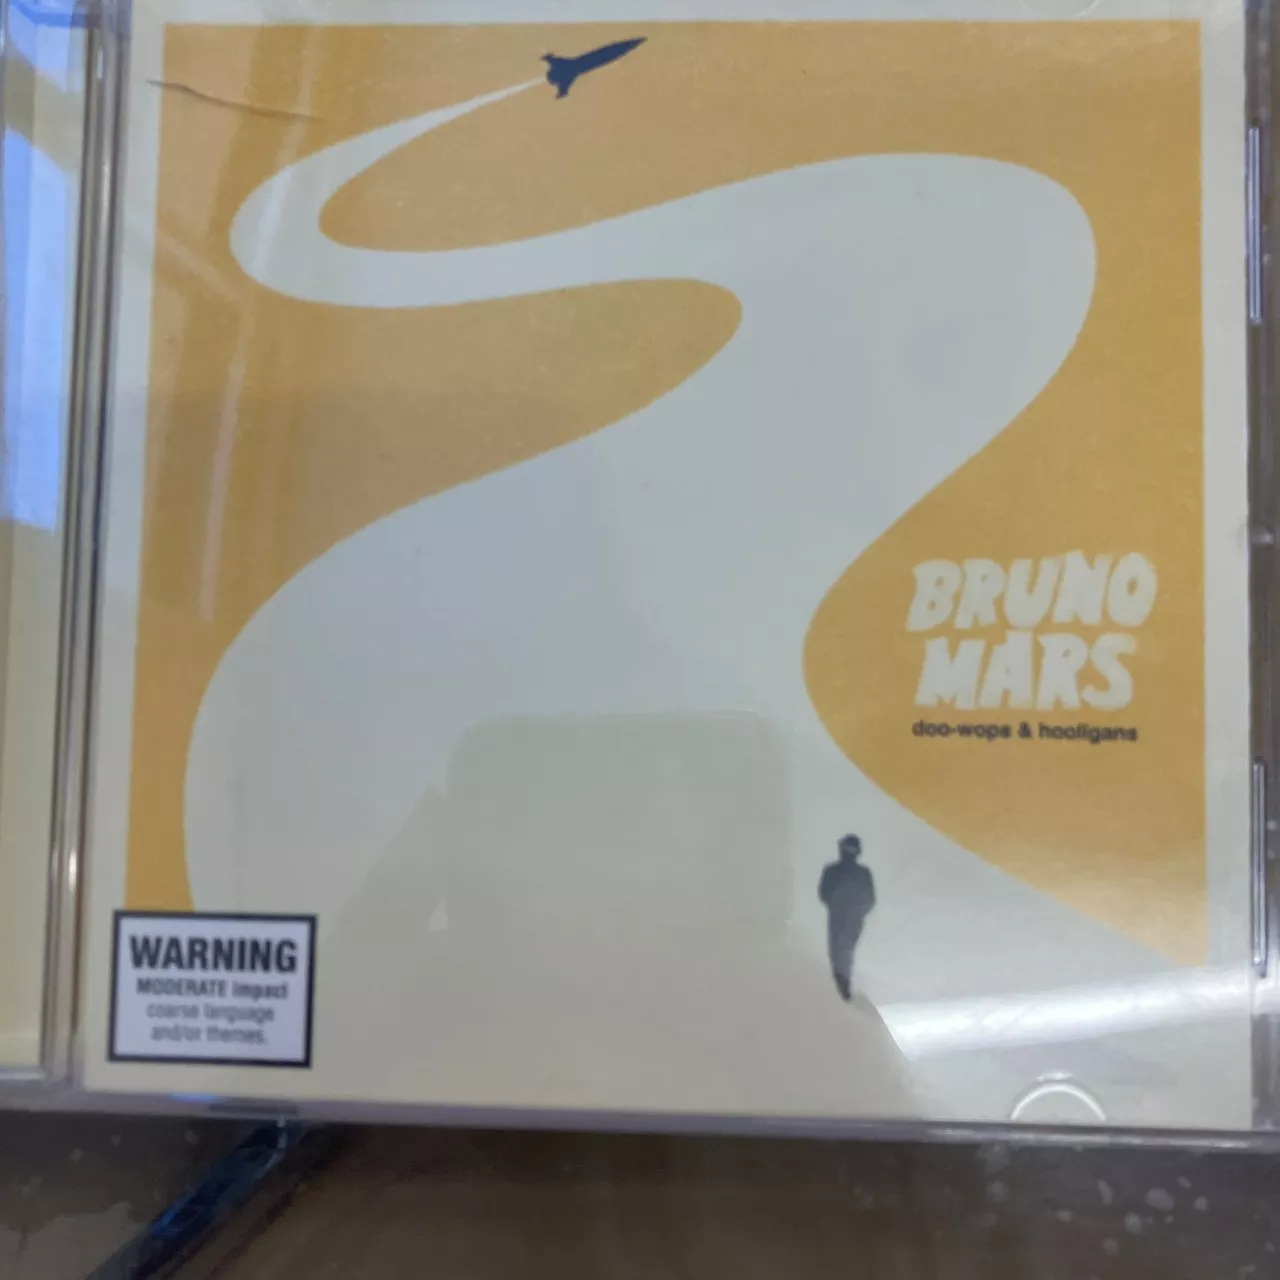 BRUNO
MARS
doo-wops & hooligans
WARNING
MODERATE impact
coarse language
and/or themes.